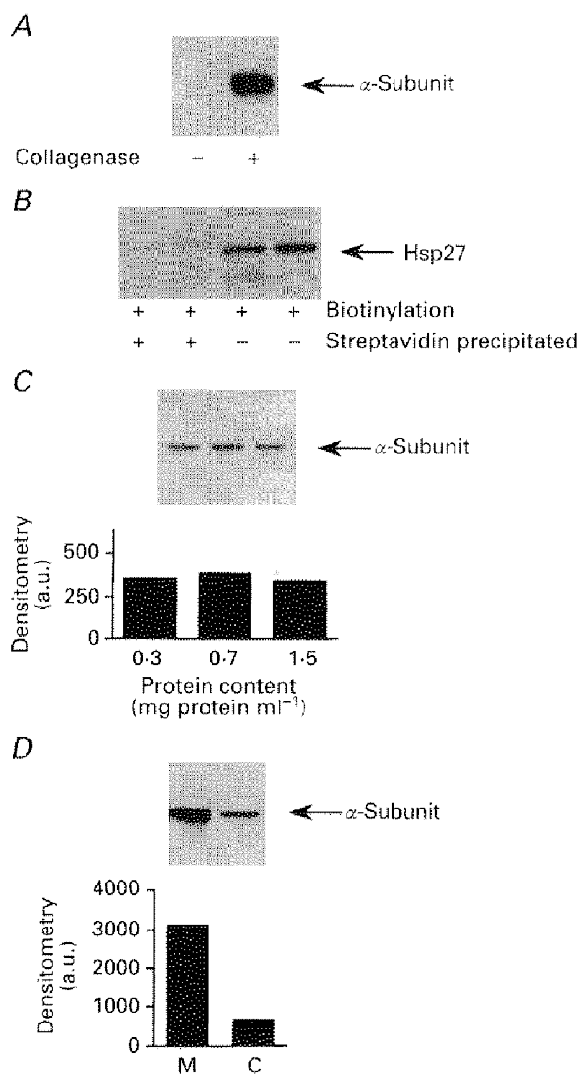 A
α-Subunit
Collagenase − +
B
Hsp27
+ + + + Biotinylation
+ + − − Streptavidin precipitated
C
α-Subunit
Densitometry
(a.u.)
500
250
0
0·3 0·7 1·5
Protein content
(mg protein ml⁻¹)
D
α-Subunit
Densitometry
(a.u.)
4000
3000
2000
1000
0
M C